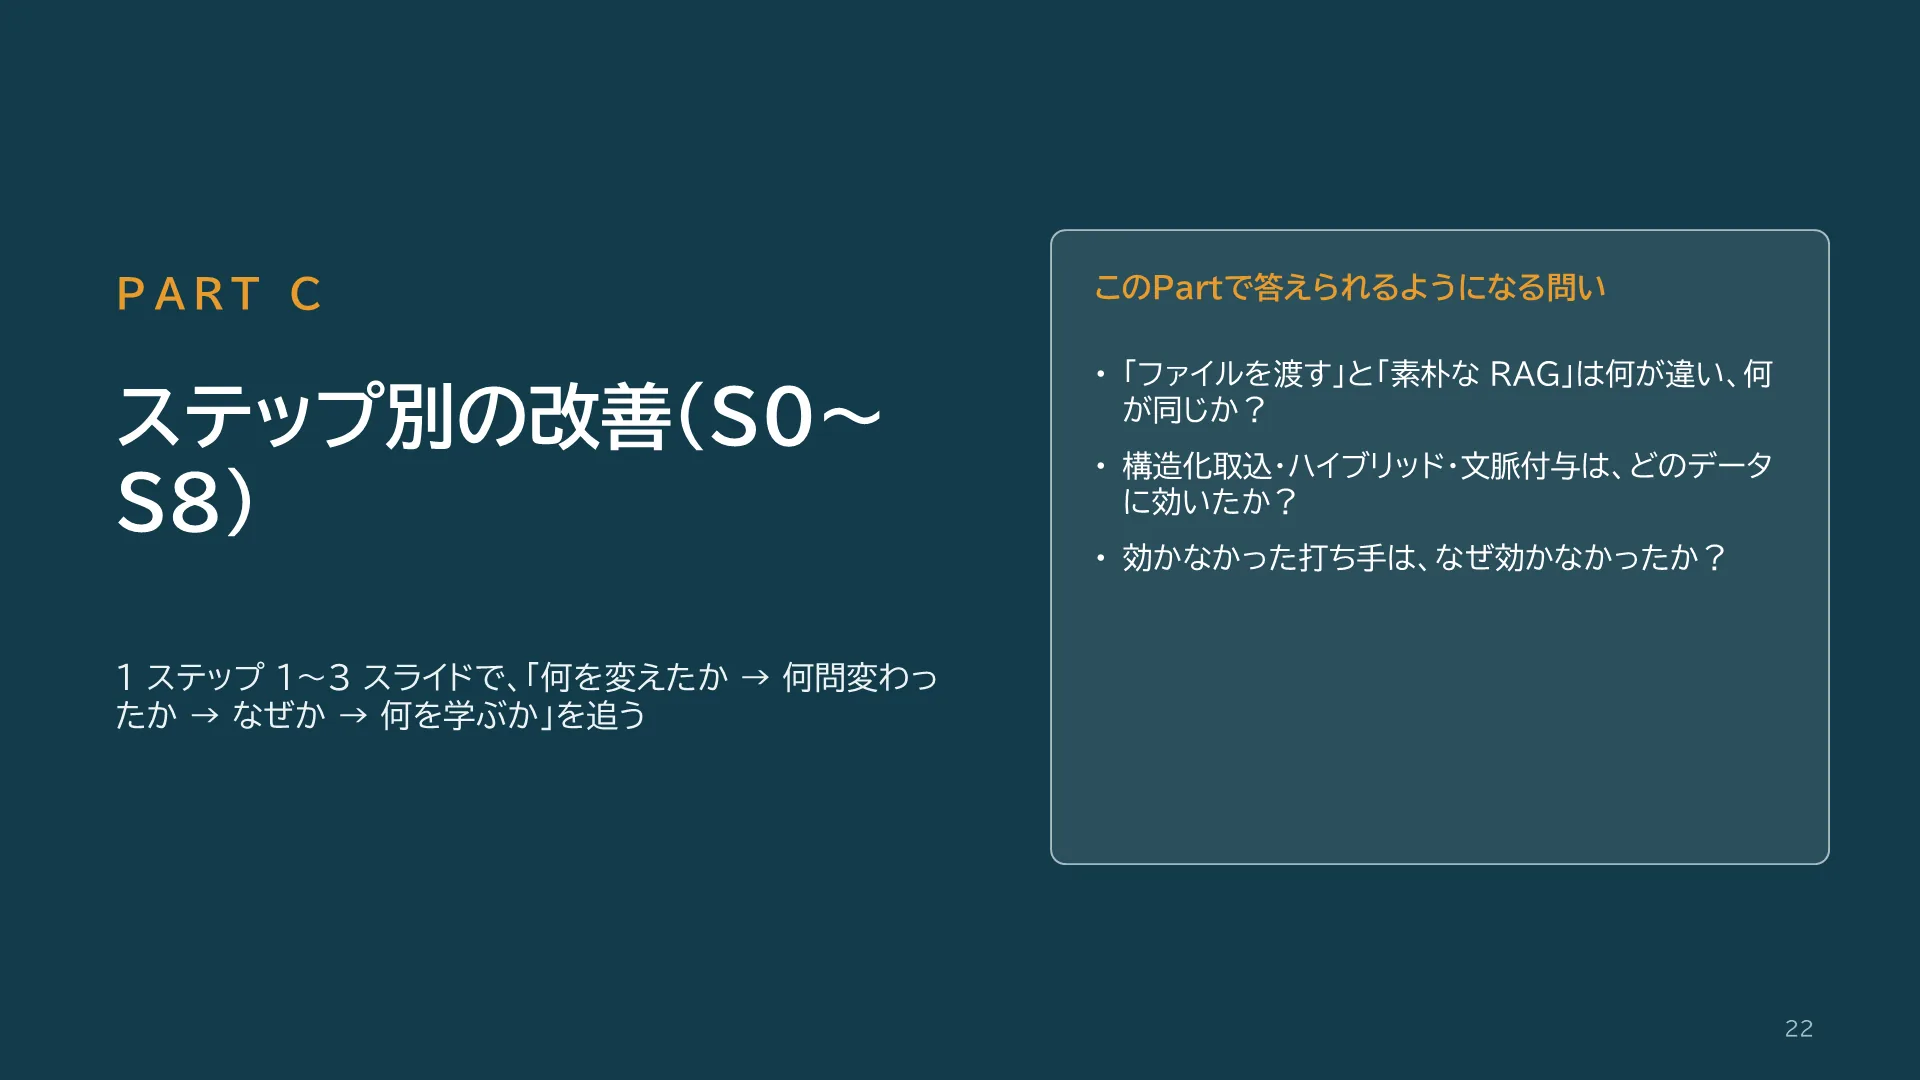 PART C
ステップ別の改善（S0～
S8）
1 ステップ 1～3 スライドで、「何を変えたか → 何問変わっ
たか → なぜか → 何を学ぶか」を追う
このPartで答えられるようになる問い
• 「ファイルを渡す」と「素朴な RAG」は何が違い、何
が同じか？
• 構造化取込・ハイブリッド・文脈付与は、どのデータ
に効いたか？
• 効かなかった打ち手は、なぜ効かなかったか？
22